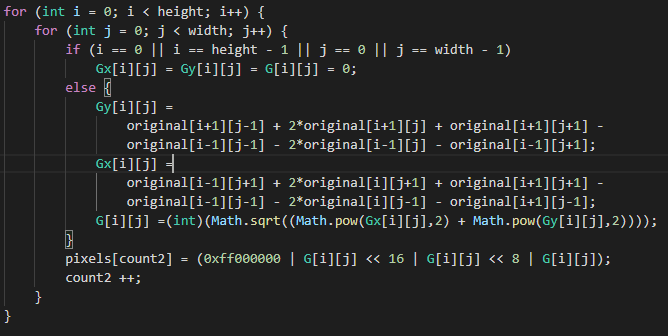 for (int i = 0; i < height; i++) {
    for (int j = 0; j < width; j++) {
        if (i == 0 || i == height - 1 || j == 0 || j == width - 1)
            Gx[i][j] = Gy[i][j] = G[i][j] = 0;
        else {
            Gy[i][j] =
                original[i+1][j-1] + 2*original[i+1][j] + original[i+1][j+1] -
                original[i-1][j-1] - 2*original[i-1][j] - original[i-1][j+1];
            Gx[i][j] =
                original[i-1][j+1] + 2*original[i][j+1] + original[i+1][j+1] -
                original[i-1][j-1] - 2*original[i][j-1] - original[i+1][j-1];
            G[i][j] =(int)(Math.sqrt((Math.pow(Gx[i][j],2) + Math.pow(Gy[i][j],2))));
        }
        pixels[count2] = (0xff000000 | G[i][j] << 16 | G[i][j] << 8 | G[i][j]);
        count2 ++;
    }
}